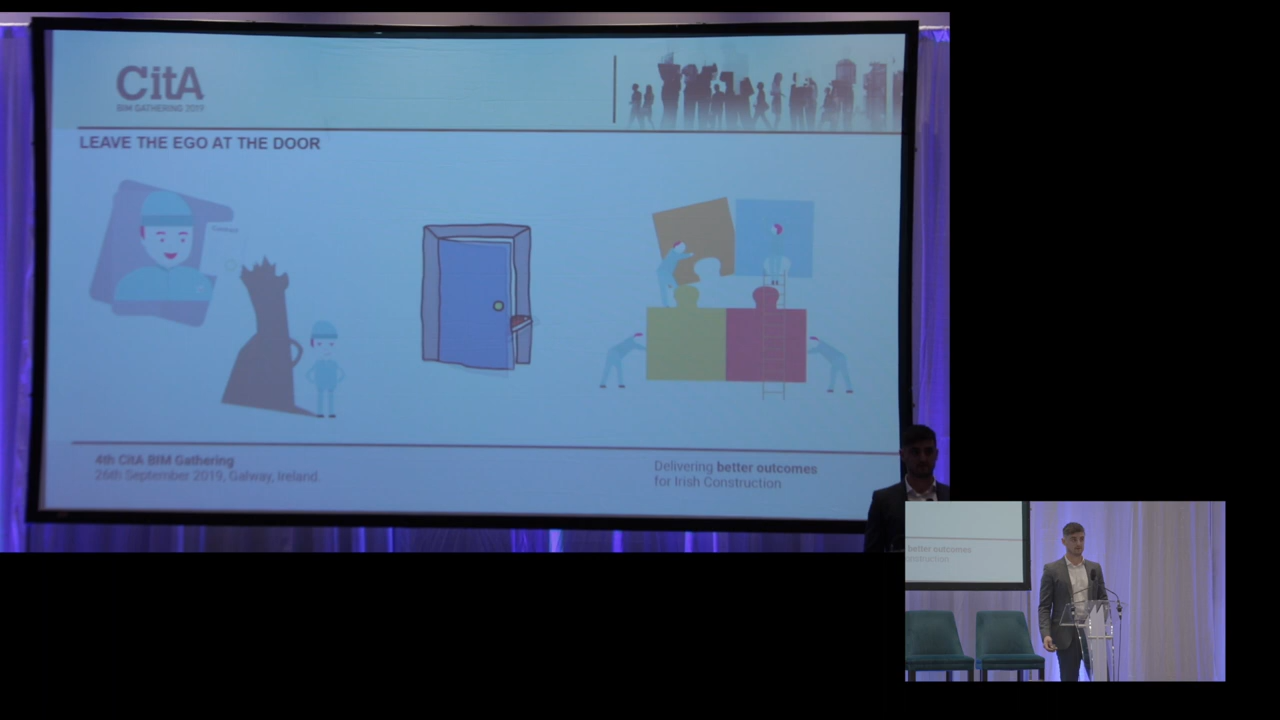 CitA
BIM GATHERING 2019
LEAVE THE EGO AT THE DOOR
4th CitA BIM Gathering
26th September 2019, Galway, Ireland
Delivering better outcomes
for Irish Construction
better outcomes